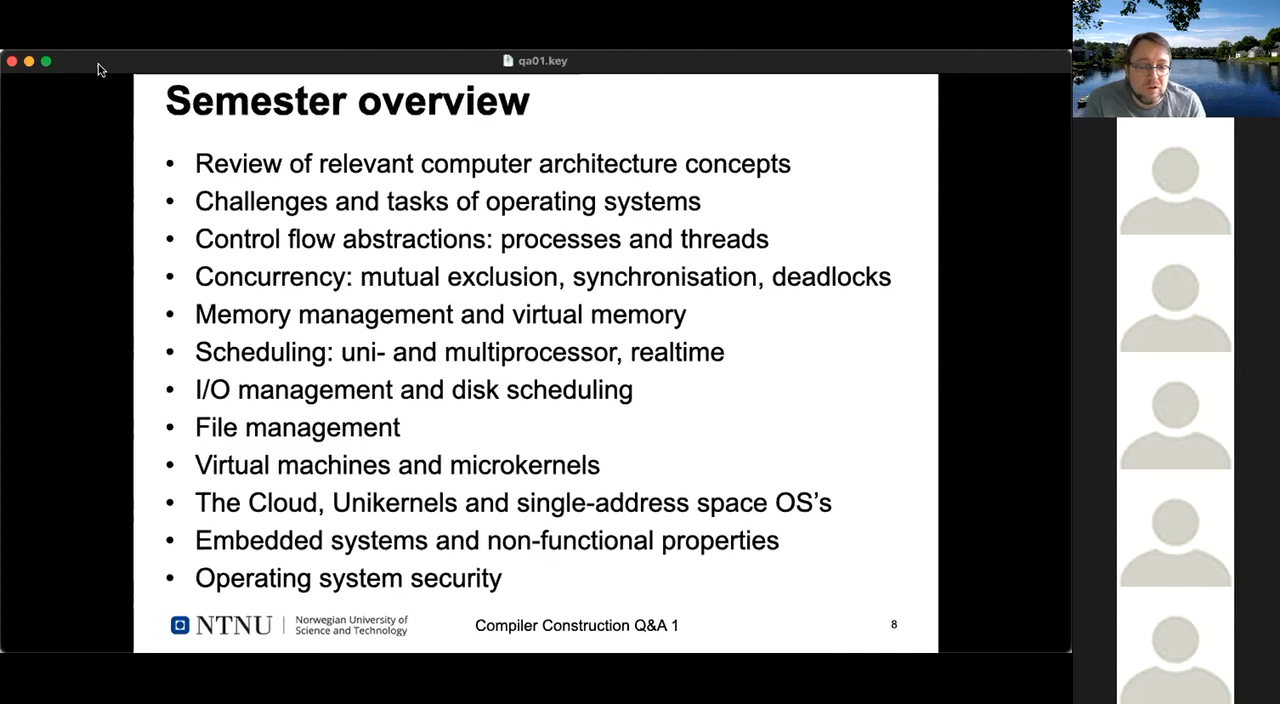 qa01.key
Semester overview
• Review of relevant computer architecture concepts
• Challenges and tasks of operating systems
• Control flow abstractions: processes and threads
• Concurrency: mutual exclusion, synchronisation, deadlocks
• Memory management and virtual memory
• Scheduling: uni- and multiprocessor, realtime
• I/O management and disk scheduling
• File management
• Virtual machines and microkernels
• The Cloud, Unikernels and single-address space OS’s
• Embedded systems and non-functional properties
• Operating system security
NTNU
Norwegian University of
Science and Technology
Compiler Construction Q&A 1
8